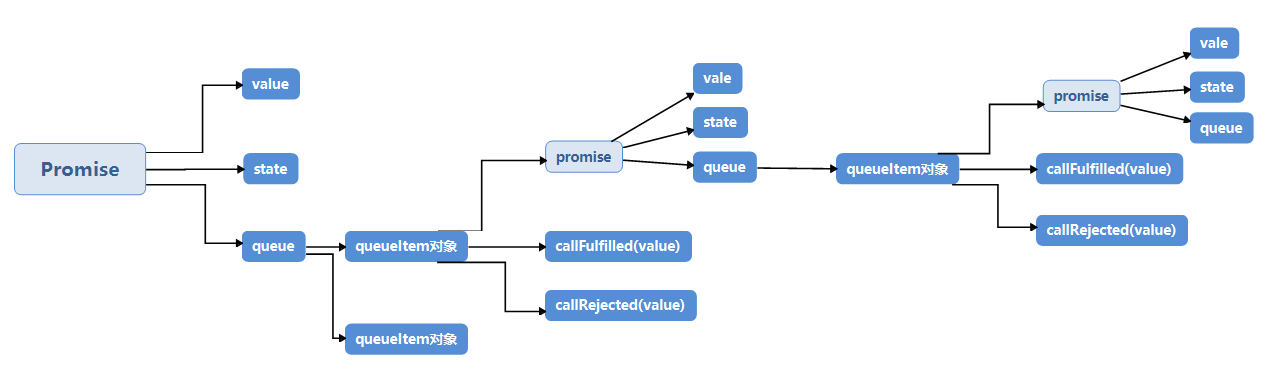 Promise
value
state
queue
queueItem对象
queueItem对象
promise
callFulfilled(value)
callRejected(value)
vale
state
queue
queueItem对象
promise
callFulfilled(value)
callRejected(value)
vale
state
queue